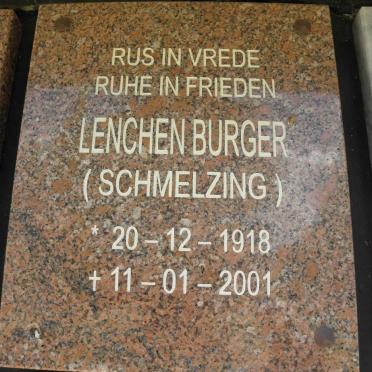 RUS IN VREDE
RUHE IN FRIEDEN
LENCHEN BURGER
( SCHMELZING )
* 20 – 12 – 1918
+ 11 – 01 – 2001